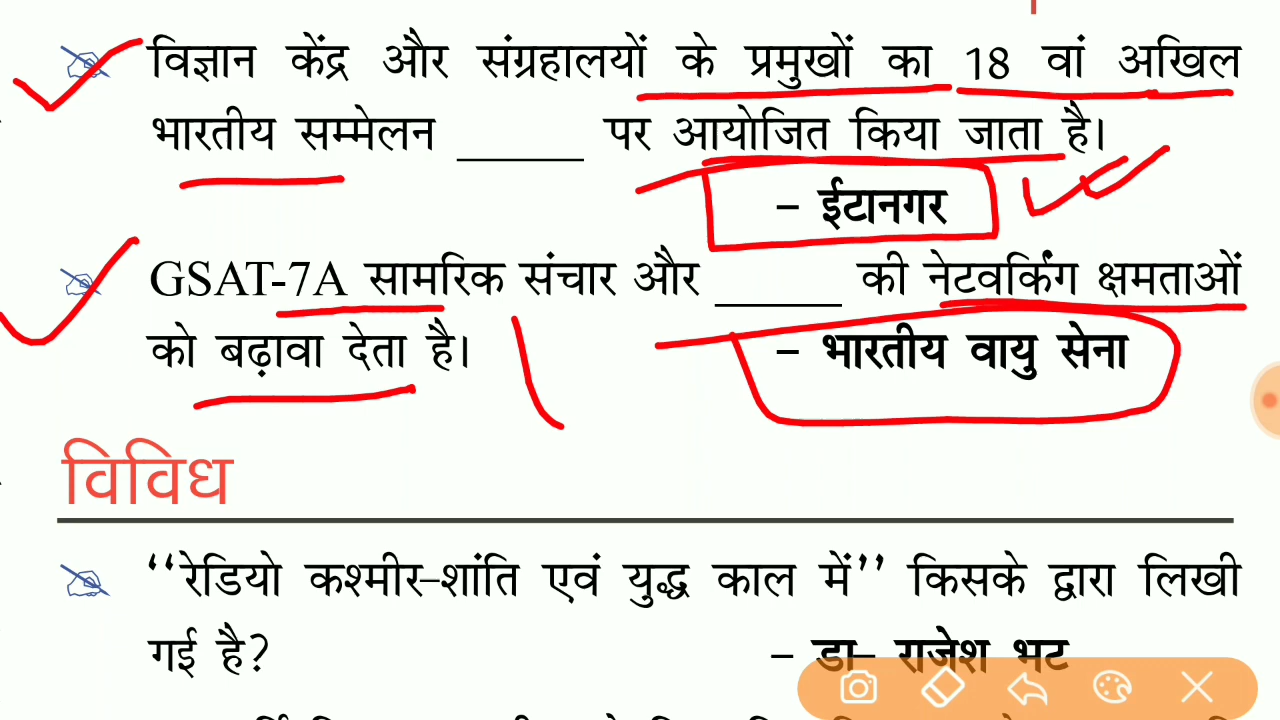 विज्ञान केंद्र और संग्रहालयों के प्रमुखों का 18 वां अखिल
भारतीय सम्मेलन ______ पर आयोजित किया जाता है।
– ईटानगर
GSAT-7A सामरिक संचार और ______ की नेटवर्किंग क्षमताओं
को बढ़ावा देता है।
– भारतीय वायु सेना
विविध
‘‘रेडियो कश्मीर–शांति एवं युद्ध काल में’’ किसके द्वारा लिखी
गई है?
– डा– राजेश भट